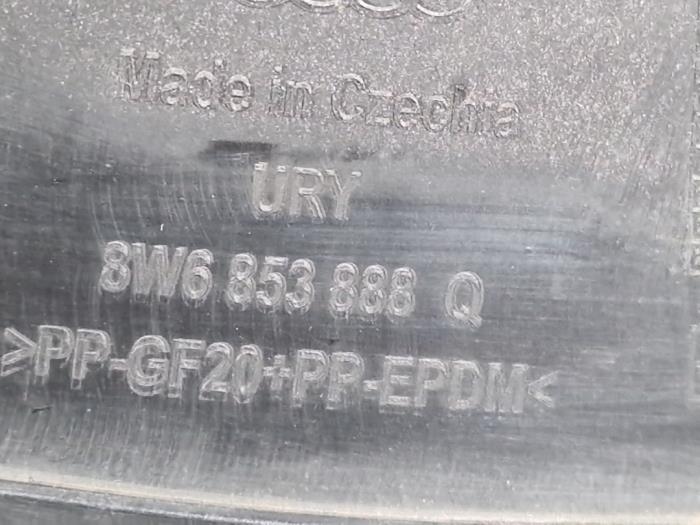 Made in Czechia
URY
8W6 853 888 Q
>PP-GF20+PP-EPDM<